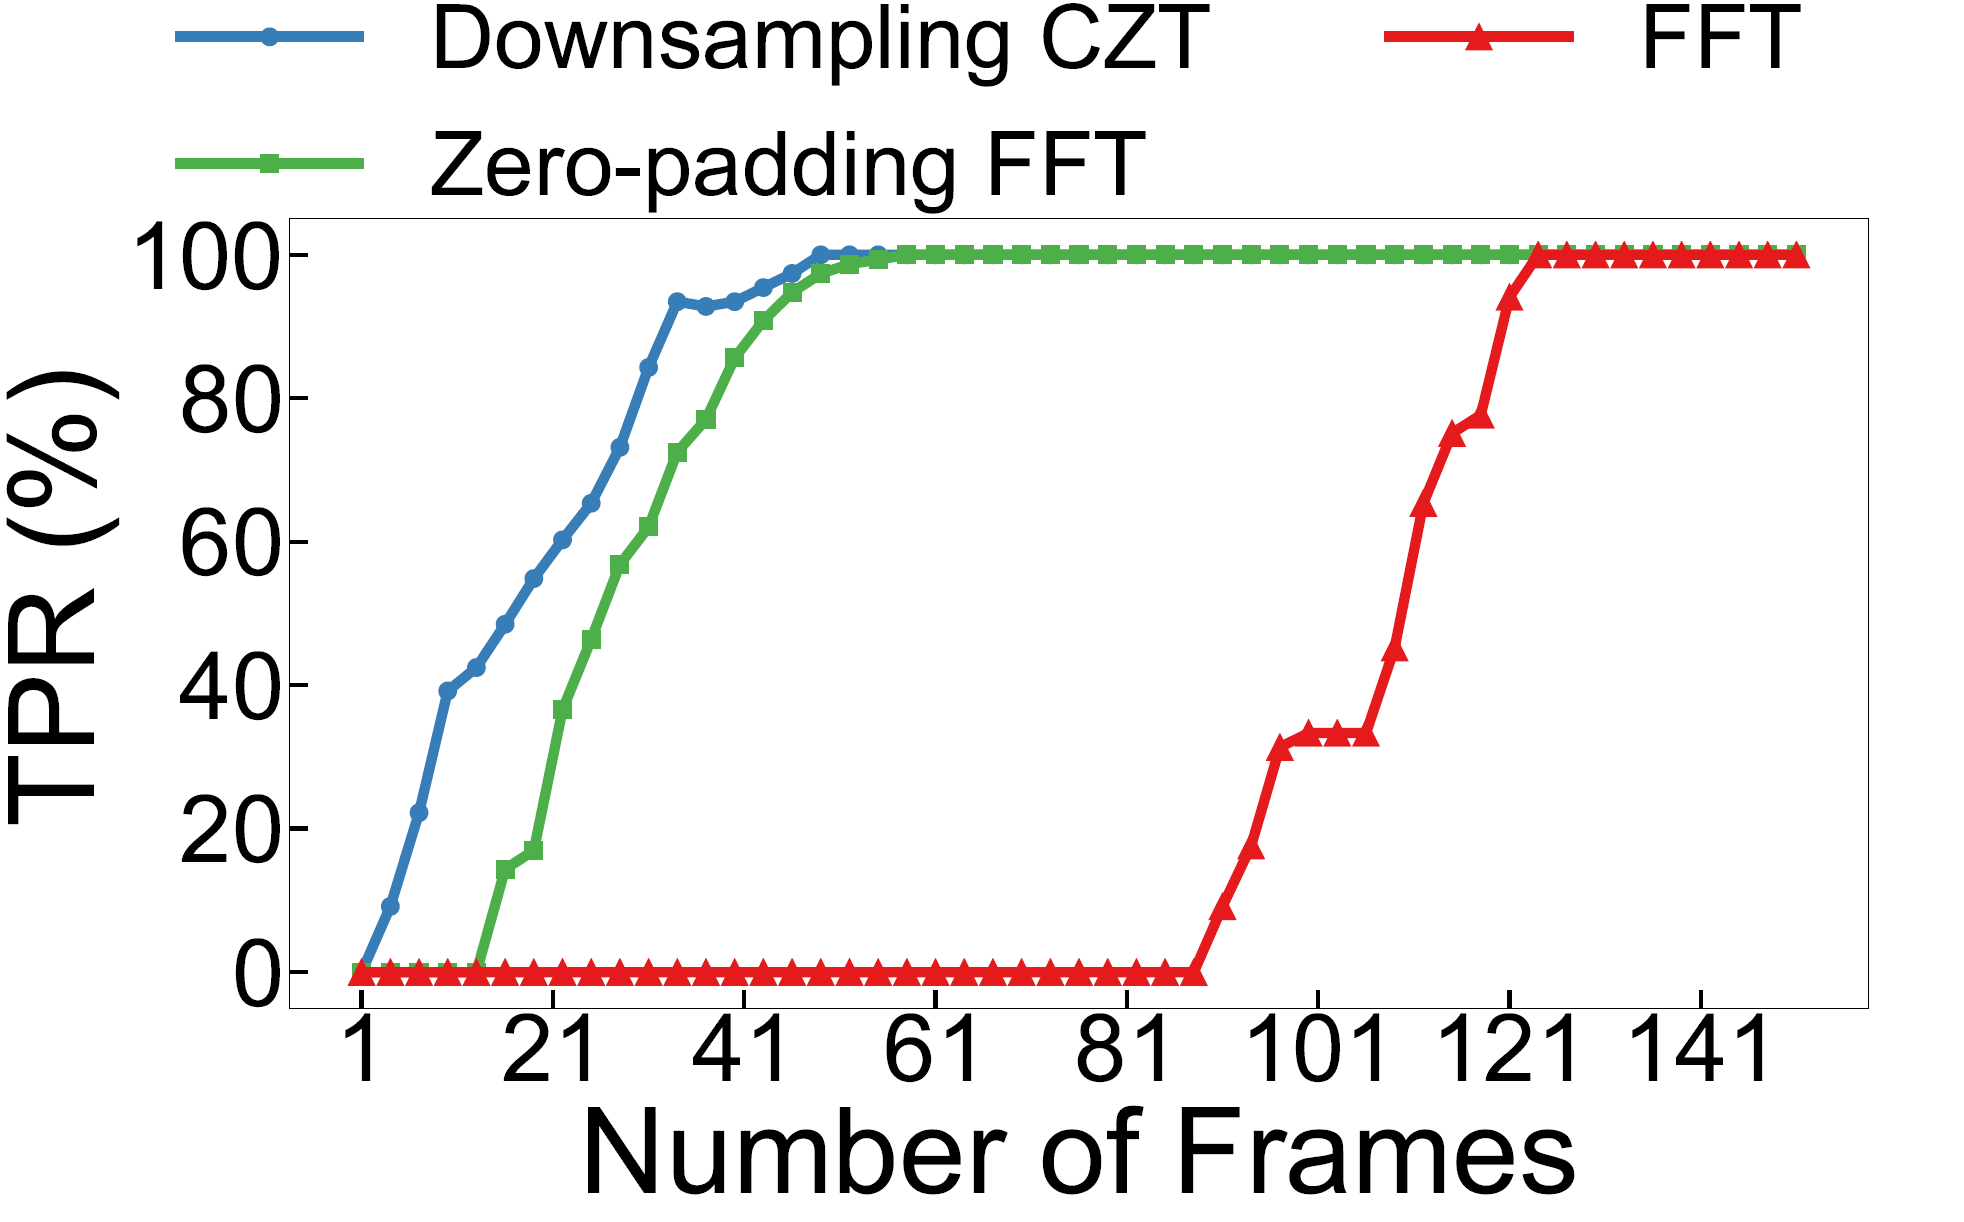 Downsampling CZT
FFT
Zero-padding FFT
100
80
60
40
20
0
TPR (%)
1 21 41 61 81 101 121 141
Number of Frames